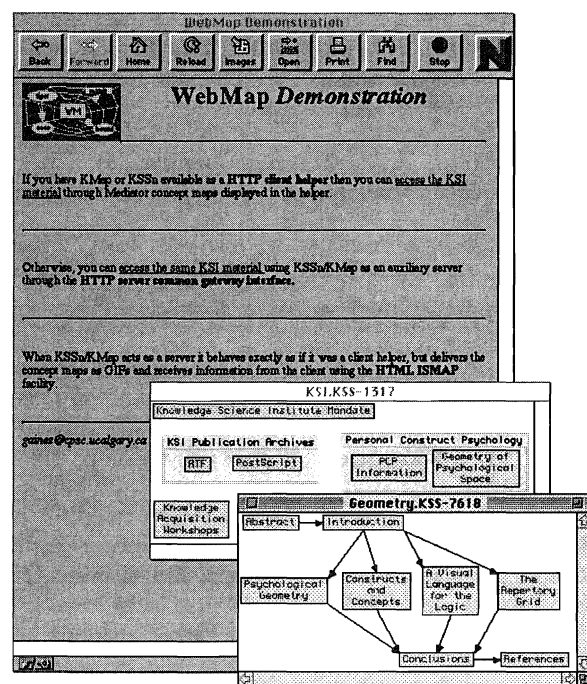 WebMap Demonstration
Back Forward Home Reload Images Open Print Find Stop N
VM
WebMap Demonstration
If you have KMap or KSSn available as a HTTP client helper then you can access the KSI
material through Mediator concept maps displayed in the helper.
Otherwise, you can access the same KSI material using KSSn/KMap as an auxiliary server
through the HTTP server common gateway interface.
When KSSn/KMap acts as a server it behaves exactly as if it was a client helper, but delivers the
concept maps as GIFs and receives information from the client using the HTML ISMAP
facility.
gaines@cpsc.ucalgary.ca
KSI.KSS-1317
Knowledge Science Institute Mandate
KSI Publication Archives
RTF
PostScript
Personal Construct Psychology
PCP
Information
Geometry of
Psychological
Space
Knowledge
Acquisition
Workshops
Geometry.KSS-7618
Abstract
Introduction
Psychological
Geometry
Constructs
and
Concepts
A Visual
Language
for the
Logic
The
Repertory
Grid
Conclusions
References